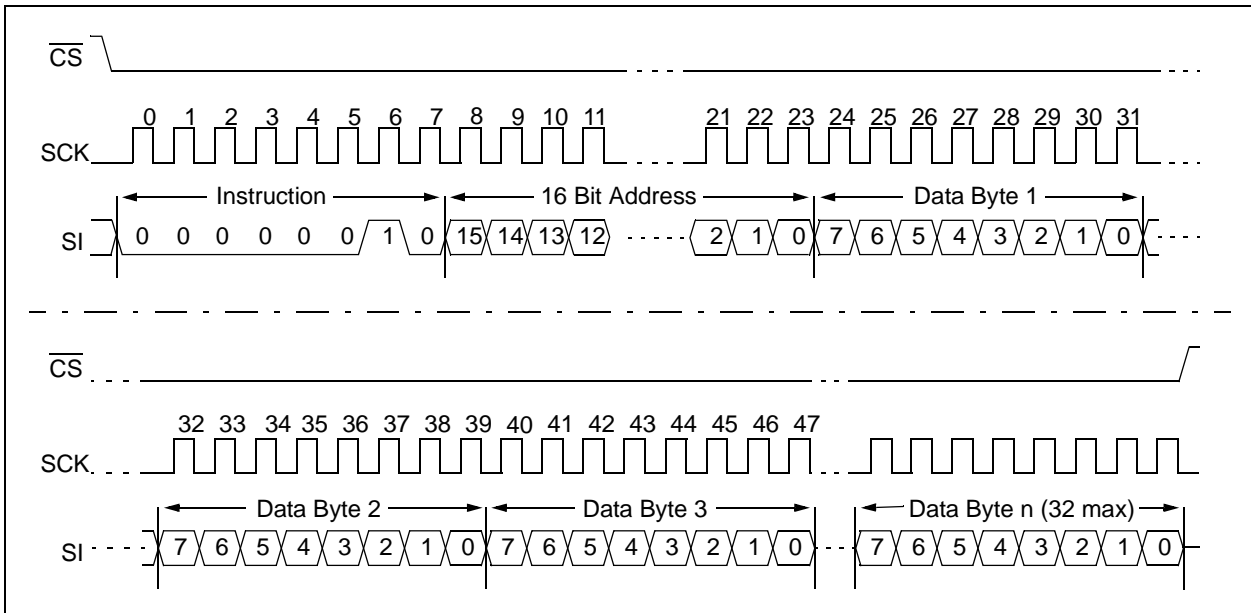 CS
0 1 2 3 4 5 6 7 8 9 10 11 21 22 23 24 25 26 27 28 29 30 31
SCK
Instruction 16 Bit Address Data Byte 1
SI 0 0 0 0 0 0 1 0 15 14 13 12 2 1 0 7 6 5 4 3 2 1 0
CS
32 33 34 35 36 37 38 39 40 41 42 43 44 45 46 47
SCK
Data Byte 2 Data Byte 3 Data Byte n (32 max)
SI 7 6 5 4 3 2 1 0 7 6 5 4 3 2 1 0 7 6 5 4 3 2 1 0